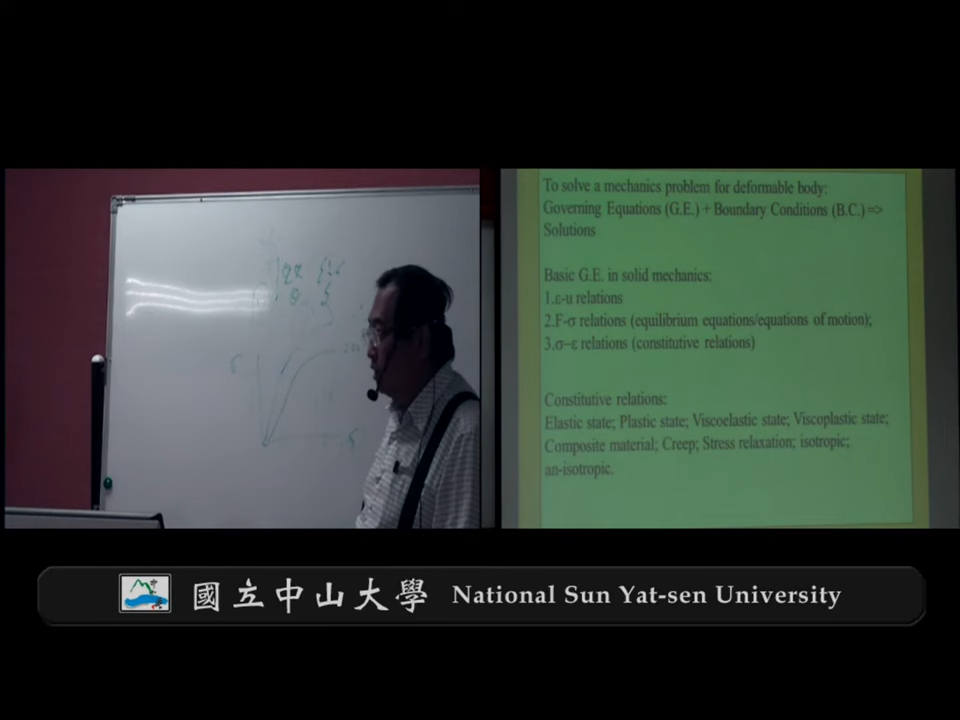 To solve a mechanics problem for deformable body:
Governing Equations (G.E.) + Boundary Conditions (B.C.) =>
Solutions
Basic G.E. in solid mechanics:
1.ε-u relations
2.F-σ relations (equilibrium equations/equations of motion);
3.σ-ε relations (constitutive relations)
Constitutive relations:
Elastic state; Plastic state; Viscoelastic state; Viscoplastic state;
Composite material; Creep; Stress relaxation; isotropic;
an-isotropic.
國立中山大學 National Sun Yat-sen University